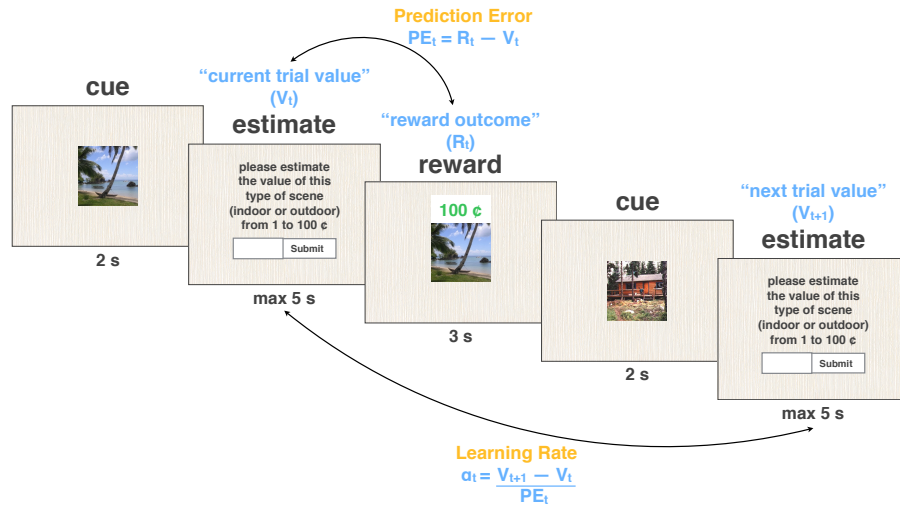 Prediction Error
PEt = Rt — Vt
“current trial value”
(Vt)
cue
estimate
“reward outcome”
(Rt)
reward
please estimate
the value of this
type of scene
(indoor or outdoor)
from 1 to 100 ¢
Submit
2 s
max 5 s
100 ¢
3 s
cue
2 s
“next trial value”
(Vt+1)
estimate
please estimate
the value of this
type of scene
(indoor or outdoor)
from 1 to 100 ¢
Submit
max 5 s
Learning Rate
αt = Vt+1 — Vt
PEt